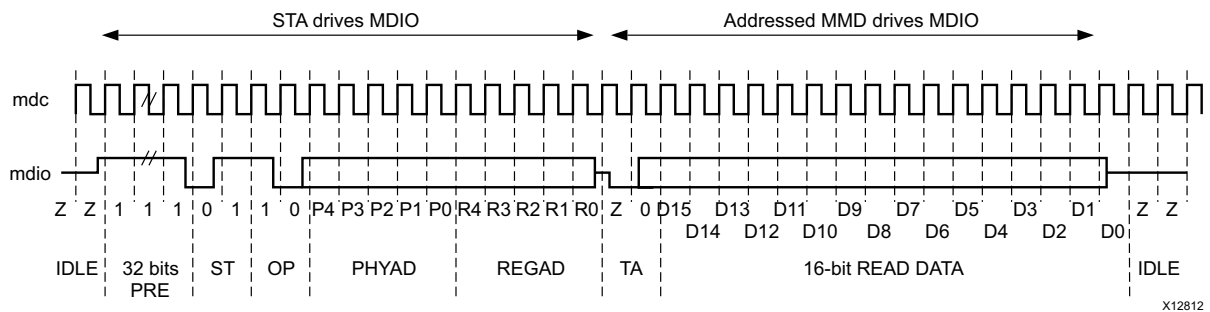 STA drives MDIO Addressed MMD drives MDIO
mdc
mdio
Z Z 1 1 1 0 1 1 0 P4 P3 P2 P1 P0 R4 R3 R2 R1 R0 Z 0 D15 D13 D11 D9 D7 D5 D3 D1 Z Z
D14 D12 D10 D8 D6 D4 D2 D0
IDLE 32 bits ST OP PHYAD REGAD TA 16-bit READ DATA IDLE
PRE
X12812